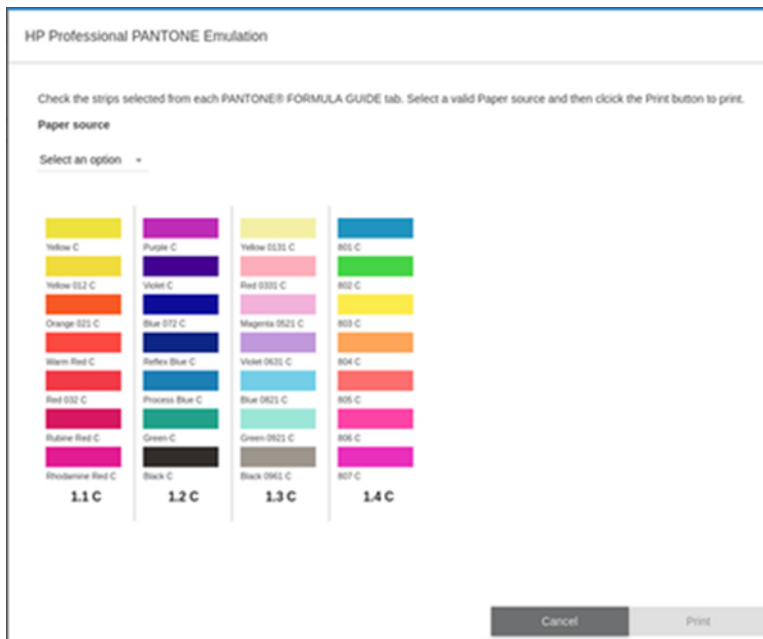 HP Professional PANTONE Emulation
Check the strips selected from each PANTONE® FORMULA GUIDE tab. Select a valid Paper source and then clcick the Print button to print.
Paper source
Select an option
Yellow C
Yellow 012 C
Orange 021 C
Warm Red C
Red 032 C
Rubine Red C
Rhodamine Red C
1.1 C
Purple C
Violet C
Blue 072 C
Reflex Blue C
Process Blue C
Green C
Black C
1.2 C
Yellow 0131 C
Red 0331 C
Magenta 0521 C
Violet 0631 C
Blue 0821 C
Green 0921 C
Black 0961 C
1.3 C
801 C
802 C
803 C
804 C
805 C
806 C
807 C
1.4 C
Cancel
Print